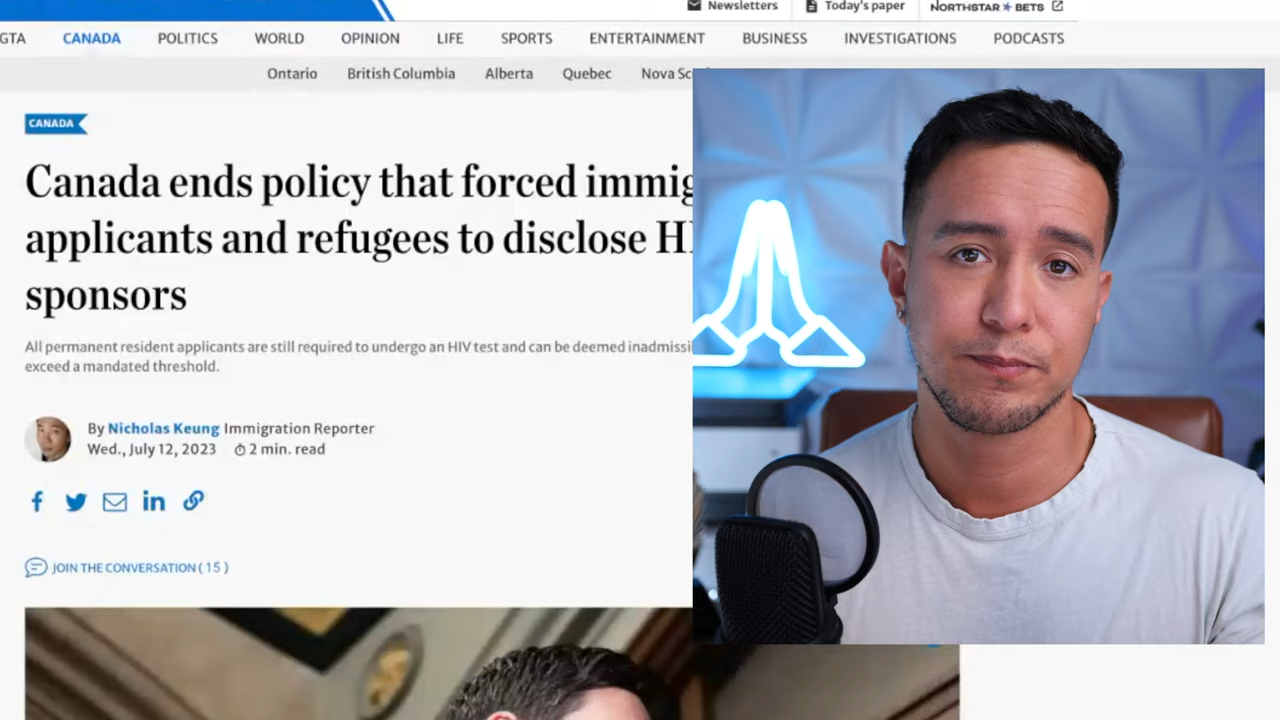 Newsletters Today's paper NORTHSTAR BETS
GTA CANADA POLITICS WORLD OPINION LIFE SPORTS ENTERTAINMENT BUSINESS INVESTIGATIONS PODCASTS
Ontario British Columbia Alberta Quebec Nova
CANADA
Canada ends policy that forced
applicants and refugees to disclose
sponsors
All permanent resident applicants are still required to undergo an HIV test and can be deemed
exceed a mandated threshold.
By Nicholas Keung Immigration Reporter
Wed., July 12, 2023 2 min. read
JOIN THE CONVERSATION ( 15 )